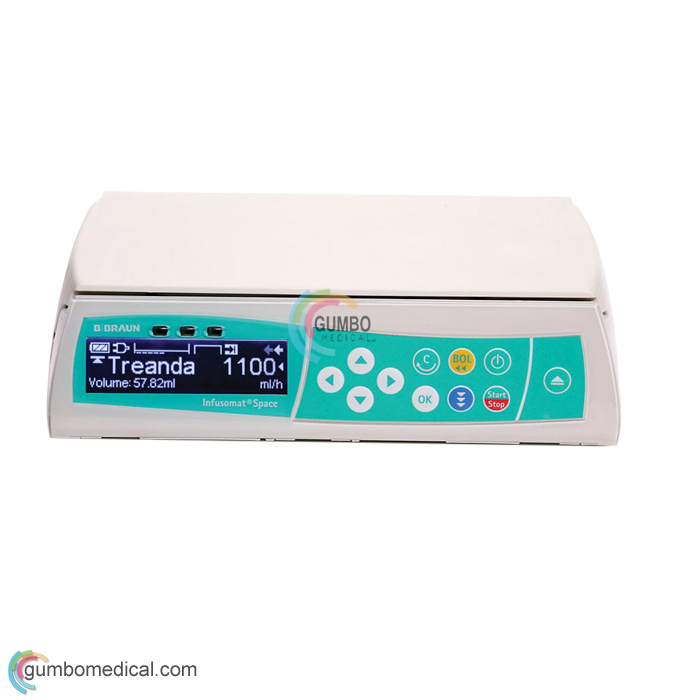 B BRAUN
GUMBO
MEDICAL
Treanda 1100
Volume: 57.82ml ml/h
Infusomat® Space
C
BOL
OK
Start
Stop
gumbomedical.com